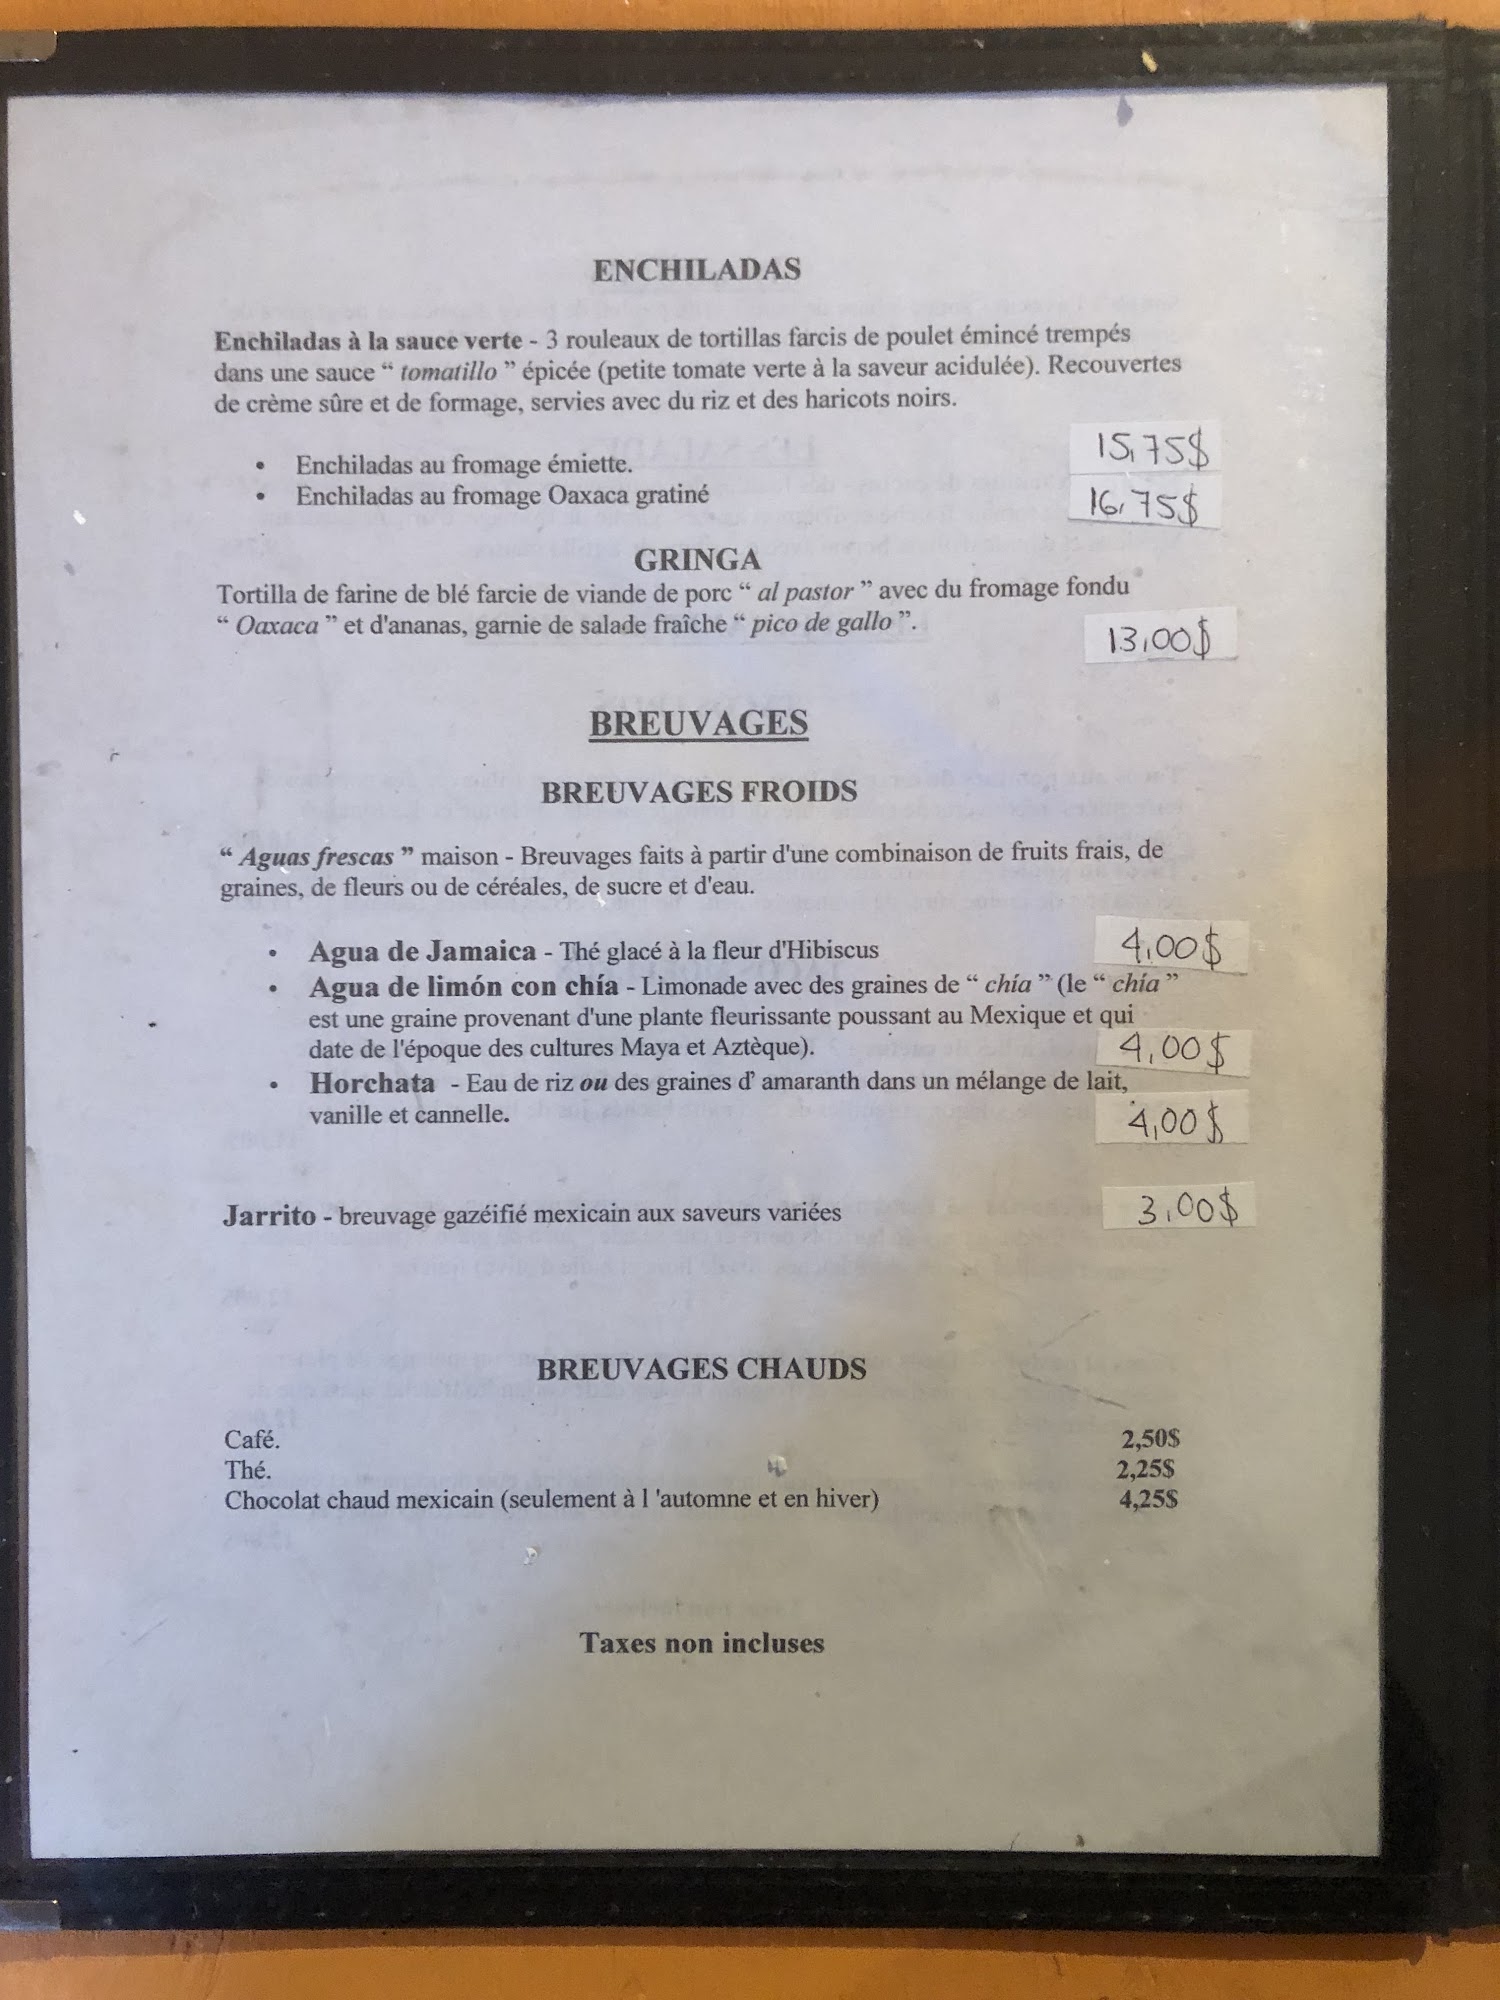 ENCHILADAS
Enchiladas à la sauce verte - 3 rouleaux de tortillas farcis de poulet émincé trempés
dans une sauce “ tomatillo ” épicée (petite tomate verte à la saveur acidulée). Recouvertes
de crème sûre et de formage, servies avec du riz et des haricots noirs.
• Enchiladas au fromage émiette. 15,75$
• Enchiladas au fromage Oaxaca gratiné 16,75$
GRINGA
Tortilla de farine de blé farcie de viande de porc “ al pastor ” avec du fromage fondu
“ Oaxaca ” et d'ananas, garnie de salade fraîche “ pico de gallo ”.
13,00$
BREUVAGES
BREUVAGES FROIDS
“ Aguas frescas ” maison - Breuvages faits à partir d'une combinaison de fruits frais, de
graines, de fleurs ou de céréales, de sucre et d'eau.
• Agua de Jamaica - Thé glacé à la fleur d'Hibiscus 4,00$
• Agua de limón con chía - Limonade avec des graines de “ chía ” (le “ chía ”
est une graine provenant d'une plante fleurissante poussant au Mexique et qui
date de l'époque des cultures Maya et Aztèque). 4,00$
• Horchata - Eau de riz ou des graines d' amaranth dans un mélange de lait,
vanille et cannelle. 4,00$
Jarrito - breuvage gazéifié mexicain aux saveurs variées 3,00$
BREUVAGES CHAUDS
Café. 2,50$
Thé. 2,25$
Chocolat chaud mexicain (seulement à l 'automne et en hiver) 4,25$
Taxes non incluses